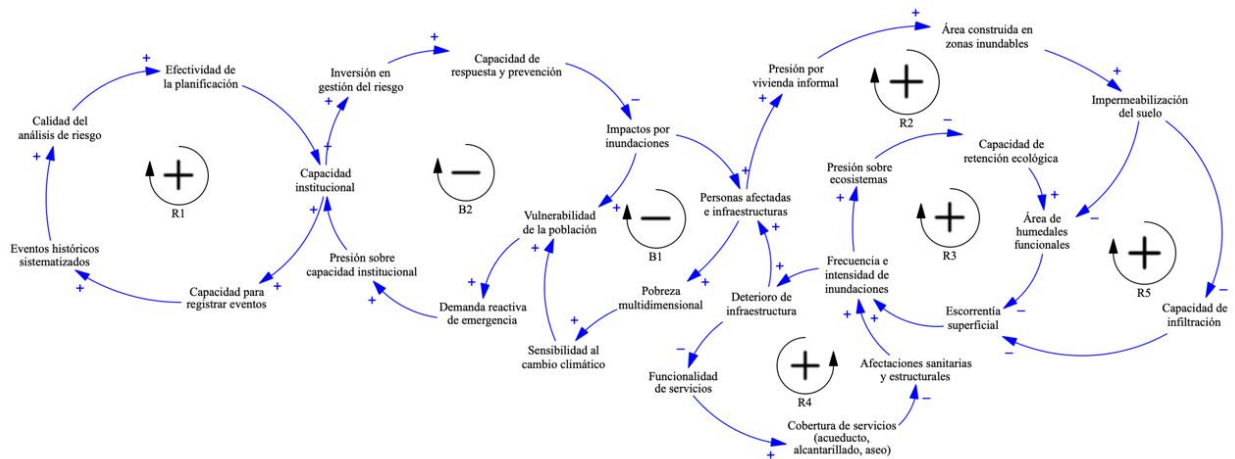 Área construida en
zonas inundables
Efectividad de
la planificación
Inversión en
gestión del riesgo
Capacidad de
respuesta y prevención
Presión por
vivienda informal
+
R2
Impermeabilización
del suelo
Calidad del
análisis de riesgo
Impactos por
inundaciones
Capacidad de
retención ecológica
Presión sobre
ecosistemas
+
R1
Capacidad
institucional
−
B2
Personas afectadas
e infraestructuras
Vulnerabilidad
de la población
−
B1
+
R3
Área de
humedales
funcionales
+
R5
Eventos históricos
sistematizados
Presión sobre
capacidad institucional
Frecuencia e
intensidad de
inundaciones
Capacidad para
registrar eventos
Demanda reactiva
de emergencia
Pobreza
multidimensional
Deterioro de
infraestructura
Escorrentía
superficial
Capacidad de
infiltración
Sensibilidad al
cambio climático
Funcionalidad
de servicios
+
R4
Afectaciones sanitarias
y estructurales
Cobertura de servicios
(acueducto,
alcantarillado, aseo)